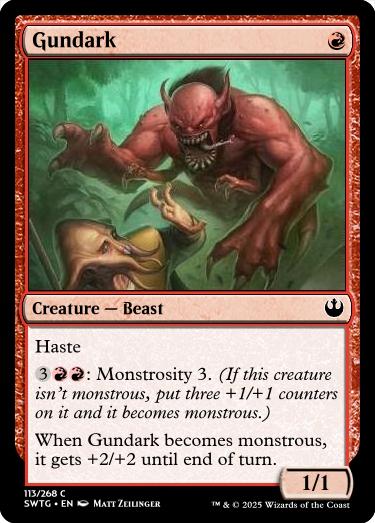 Gundark
Creature — Beast
Haste
3: Monstrosity 3. (If this creature
isn't monstrous, put three +1/+1 counters
on it and it becomes monstrous.)
When Gundark becomes monstrous,
it gets +2/+2 until end of turn.
1/1
113/268 C
SWTG • EN Matt Zeilinger
™ & © 2025 Wizards of the Coast